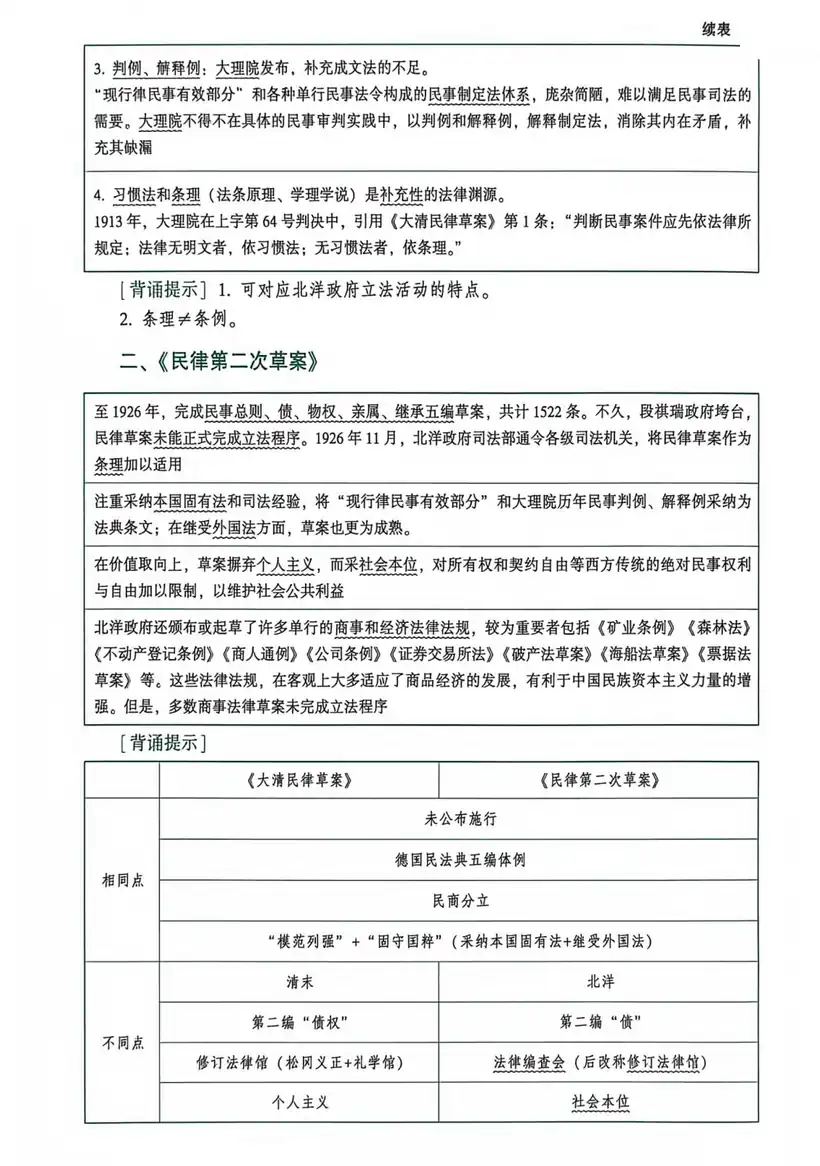 续表
3. 判例、解释例：大理院发布，补充成文法的不足。
“现行律民事有效部分”和各种单行民事法令构成的民事制定法体系，庞杂简陋，难以满足民事司法的
需要。大理院不得不在具体的民事审判实践中，以判例和解释例，解释制定法，消除其内在矛盾，补
充其缺漏
4. 习惯法和条理（法条原理、学理学说）是补充性的法律渊源。
1913 年，大理院在上字第 64 号判决中，引用《大清民律草案》第 1 条：“判断民事案件应先依法律所
规定；法律无明文者，依习惯法；无习惯法者，依条理。”
［背诵提示］1. 可对应北洋政府立法活动的特点。
2. 条理≠条例。
二、《民律第二次草案》
至 1926 年，完成民事总则、债、物权、亲属、继承五编草案，共计 1522 条。不久，段祺瑞政府垮台，
民律草案未能正式完成立法程序。1926 年 11 月，北洋政府司法部通令各级司法机关，将民律草案作为
条理加以适用
注重采纳本国固有法和司法经验，将“现行律民事有效部分”和大理院历年民事判例、解释例采纳为
法典条文；在继受外国法方面，草案也更为成熟。
在价值取向上，草案摒弃个人主义，而采社会本位，对所有权和契约自由等西方传统的绝对民事权利
与自由加以限制，以维护社会公共利益
北洋政府还颁布或起草了许多单行的商事和经济法律法规，较为重要者包括《矿业条例》《森林法》
《不动产登记条例》《商人通例》《公司条例》《证券交易所法》《破产法草案》《海船法草案》《票据法
草案》等。这些法律法规，在客观上大多适应了商品经济的发展，有利于中国民族资本主义力量的增
强。但是，多数商事法律草案未完成立法程序
［背诵提示］
《大清民律草案》 《民律第二次草案》
相同点
未公布施行
德国民法典五编体例
民商分立
“模范列强”+“固守国粹”（采纳本国固有法+继受外国法）
不同点
清末 北洋
第二编“债权” 第二编“债”
修订法律馆（松冈义正+礼学馆） 法律编查会（后改称修订法律馆）
个人主义 社会本位